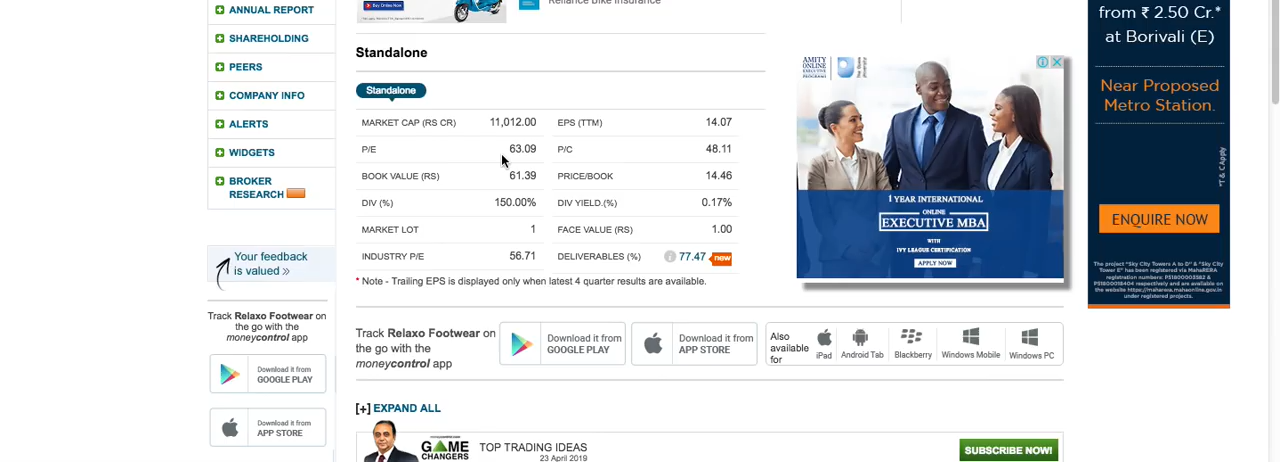 ANNUAL REPORT
SHAREHOLDING
PEERS
COMPANY INFO
ALERTS
WIDGETS
BROKER
RESEARCH
Your feedback
is valued »
Track Relaxo Footwear on
the go with the
moneycontrol app
Download it from
GOOGLE PLAY
Download it from
APP STORE
Buy Online Now
Reliance Bike Insurance
Standalone
Standalone
MARKET CAP (RS CR) 11,012.00 EPS (TTM) 14.07
P/E 63.09 P/C 48.11
BOOK VALUE (RS) 61.39 PRICE/BOOK 14.46
DIV (%) 150.00% DIV YIELD.(%) 0.17%
MARKET LOT 1 FACE VALUE (RS) 1.00
INDUSTRY P/E 56.71 DELIVERABLES (%) 77.47 new
* Note - Trailing EPS is displayed only when latest 4 quarter results are available.
AMITY
ONLINE
1 YEAR INTERNATIONAL
ONLINE
EXECUTIVE MBA
WITH
IVY LEAGUE CERTIFICATION
APPLY NOW
from ₹ 2.50 Cr.*
at Borivali (E)
Near Proposed
Metro Station.
*T & C Apply
ENQUIRE NOW
Track Relaxo Footwear on
the go with the
moneycontrol app
Download it from
GOOGLE PLAY
Download it from
APP STORE
Also
available
for
iPad
Android Tab
Blackberry
Windows Mobile
Windows PC
[+] EXPAND ALL
GAME
CHANGERS
TOP TRADING IDEAS
23 April 2019
SUBSCRIBE NOW!